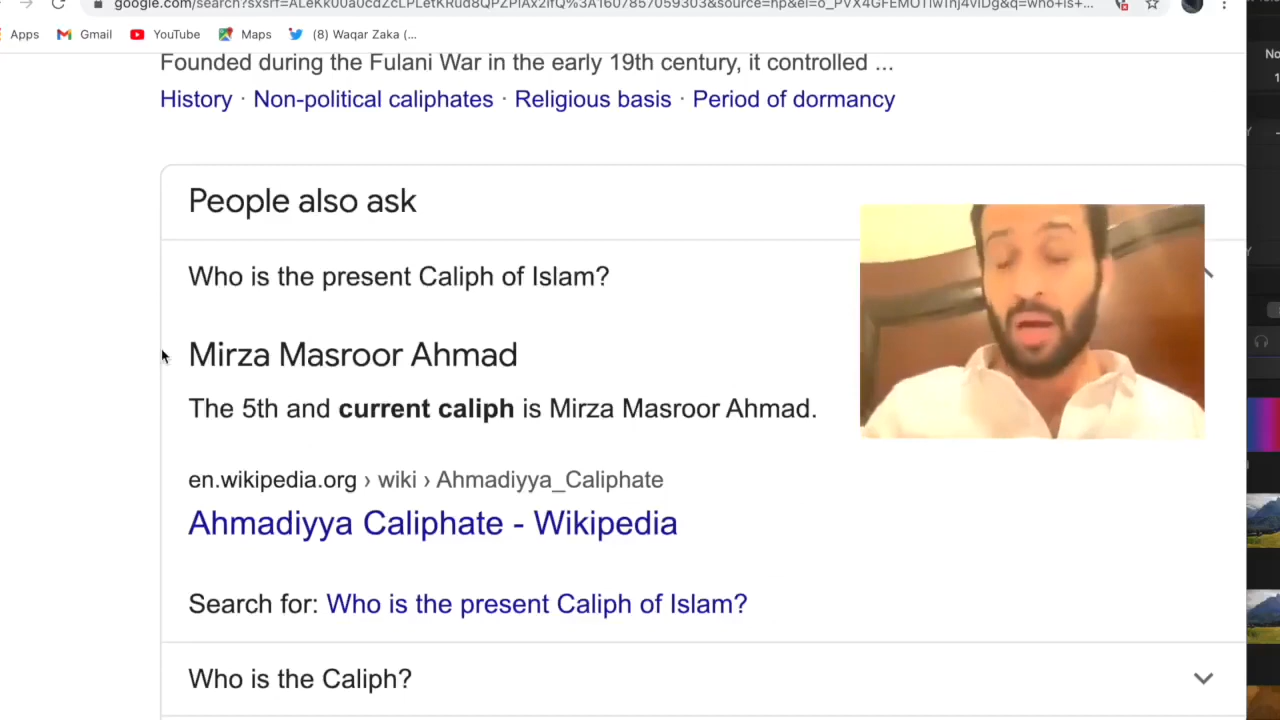 Apps Gmail YouTube Maps (8) Waqar Zaka (...
Founded during the Fulani War in the early 19th century, it controlled ...
History · Non-political caliphates · Religious basis · Period of dormancy
People also ask
Who is the present Caliph of Islam?
Mirza Masroor Ahmad
The 5th and current caliph is Mirza Masroor Ahmad.
en.wikipedia.org › wiki › Ahmadiyya_Caliphate
Ahmadiyya Caliphate - Wikipedia
Search for: Who is the present Caliph of Islam?
Who is the Caliph?